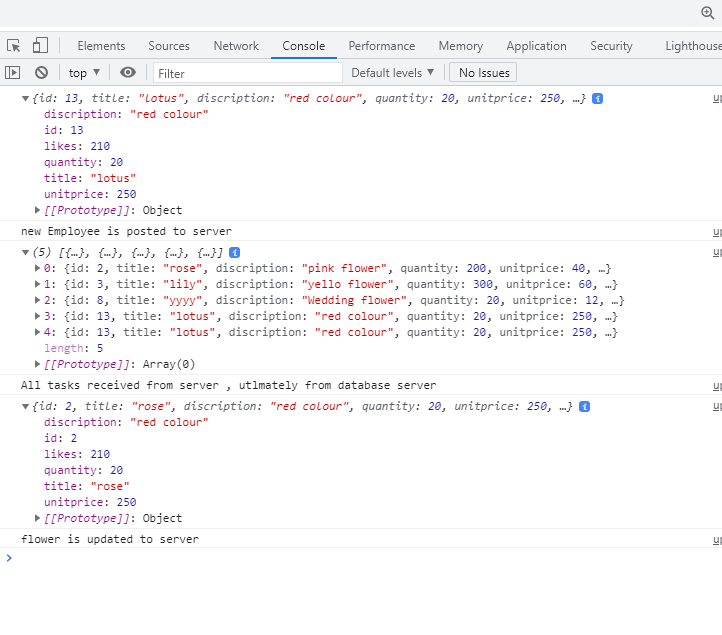 Elements Sources Network Console Performance Memory Application Security Lighthouse
top ▼ Filter Default levels ▼ No Issues
▼{id: 13, title: "lotus", discription: "red colour", quantity: 20, unitprice: 250, …} i up
discription: "red colour"
id: 13
likes: 210
quantity: 20
title: "lotus"
unitprice: 250
▶[[Prototype]]: Object
new Employee is posted to server up
▼(5) [{…}, {…}, {…}, {…}, {…}] i up
▶0: {id: 2, title: "rose", discription: "pink flower", quantity: 200, unitprice: 40, …}
▶1: {id: 3, title: "lily", discription: "yello flower", quantity: 300, unitprice: 60, …}
▶2: {id: 8, title: "yyyy", discription: "Wedding flower", quantity: 20, unitprice: 12, …}
▶3: {id: 13, title: "lotus", discription: "red colour", quantity: 20, unitprice: 250, …}
▶4: {id: 13, title: "lotus", discription: "red colour", quantity: 20, unitprice: 250, …}
length: 5
▶[[Prototype]]: Array(0)
All tasks received from server , utlmately from database server up
▼{id: 2, title: "rose", discription: "red colour", quantity: 20, unitprice: 250, …} i up
discription: "red colour"
id: 2
likes: 210
quantity: 20
title: "rose"
unitprice: 250
▶[[Prototype]]: Object
flower is updated to server up